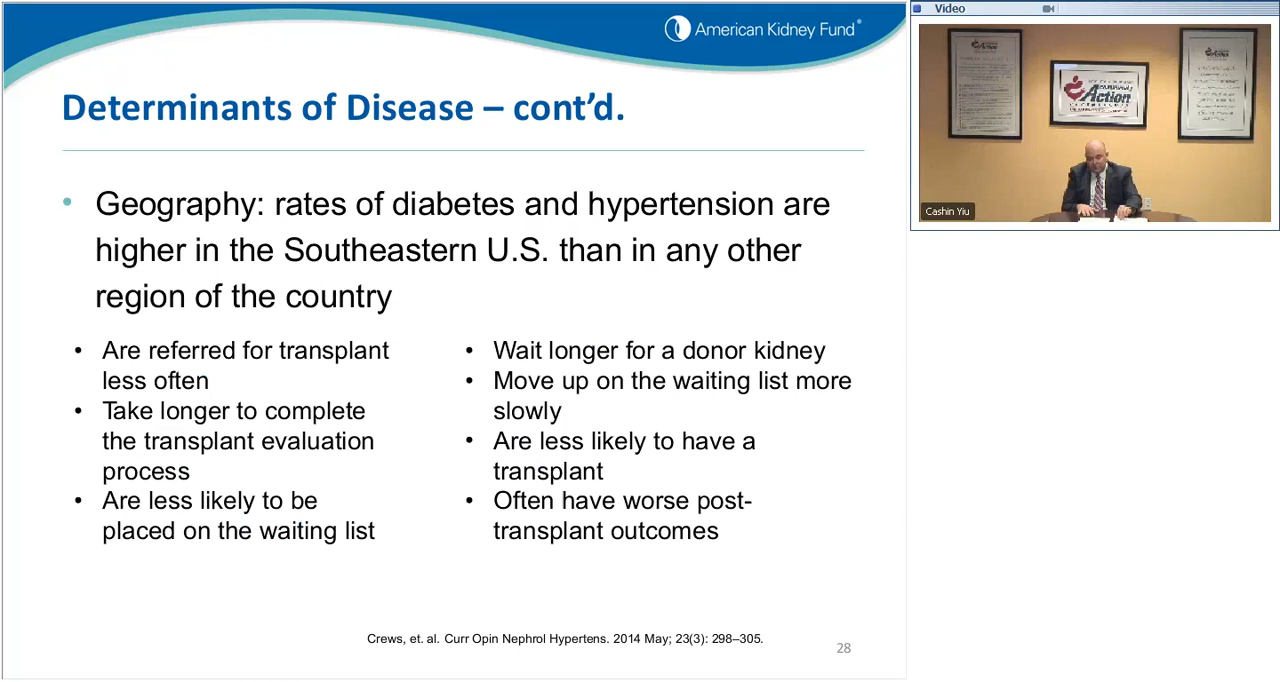 American Kidney Fund®
Determinants of Disease – cont’d.
• Geography: rates of diabetes and hypertension are
higher in the Southeastern U.S. than in any other
region of the country
• Are referred for transplant
less often
• Take longer to complete
the transplant evaluation
process
• Are less likely to be
placed on the waiting list
• Wait longer for a donor kidney
• Move up on the waiting list more
slowly
• Are less likely to have a
transplant
• Often have worse post-
transplant outcomes
Crews, et. al. Curr Opin Nephrol Hypertens. 2014 May; 23(3): 298–305.
28
Video
Action
Action
Action
Cashin Yiu